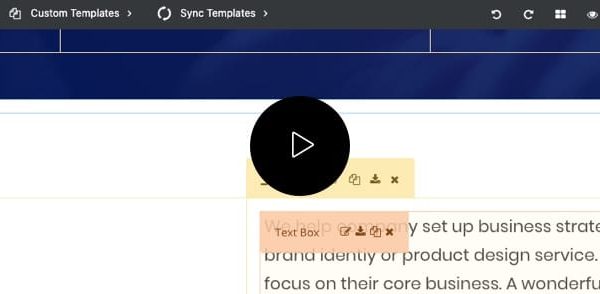 Custom Templates
Sync Templates
Text Box
We help company set up business strate
brand identiy or product design service.
focus on their core business. A wonderfu